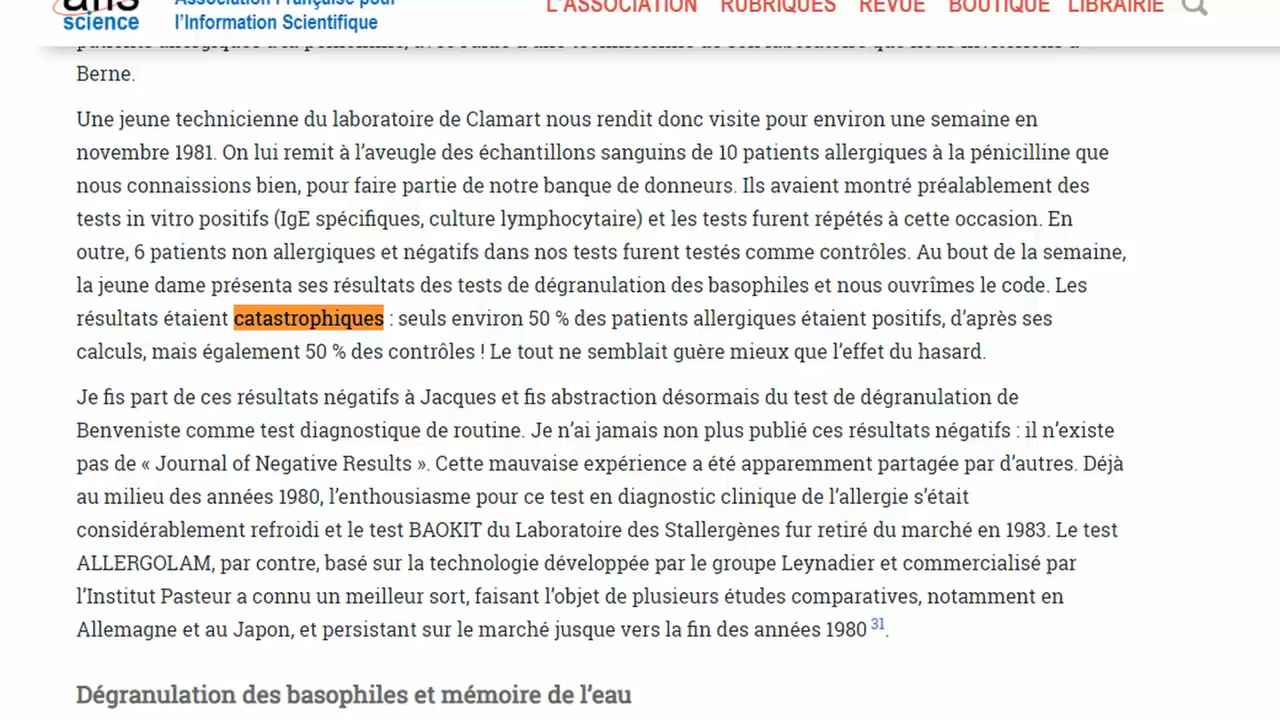 science
Association Française pour
l'Information Scientifique
L'ASSOCIATION RUBRIQUES REVUE BOUTIQUE LIBRAIRIE
Berne.
Une jeune technicienne du laboratoire de Clamart nous rendit donc visite pour environ une semaine en
novembre 1981. On lui remit à l’aveugle des échantillons sanguins de 10 patients allergiques à la pénicilline que
nous connaissions bien, pour faire partie de notre banque de donneurs. Ils avaient montré préalablement des
tests in vitro positifs (IgE spécifiques, culture lymphocytaire) et les tests furent répétés à cette occasion. En
outre, 6 patients non allergiques et négatifs dans nos tests furent testés comme contrôles. Au bout de la semaine,
la jeune dame présenta ses résultats des tests de dégranulation des basophiles et nous ouvrîmes le code. Les
résultats étaient catastrophiques : seuls environ 50 % des patients allergiques étaient positifs, d’après ses
calculs, mais également 50 % des contrôles ! Le tout ne semblait guère mieux que l’effet du hasard.
Je fis part de ces résultats négatifs à Jacques et fis abstraction désormais du test de dégranulation de
Benveniste comme test diagnostique de routine. Je n’ai jamais non plus publié ces résultats négatifs : il n’existe
pas de « Journal of Negative Results ». Cette mauvaise expérience a été apparemment partagée par d’autres. Déjà
au milieu des années 1980, l’enthousiasme pour ce test en diagnostic clinique de l’allergie s’était
considérablement refroidi et le test BAOKIT du Laboratoire des Stallergènes fur retiré du marché en 1983. Le test
ALLERGOLAM, par contre, basé sur la technologie développée par le groupe Leynadier et commercialisé par
l’Institut Pasteur a connu un meilleur sort, faisant l’objet de plusieurs études comparatives, notamment en
Allemagne et au Japon, et persistant sur le marché jusque vers la fin des années 1980 31.
Dégranulation des basophiles et mémoire de l’eau